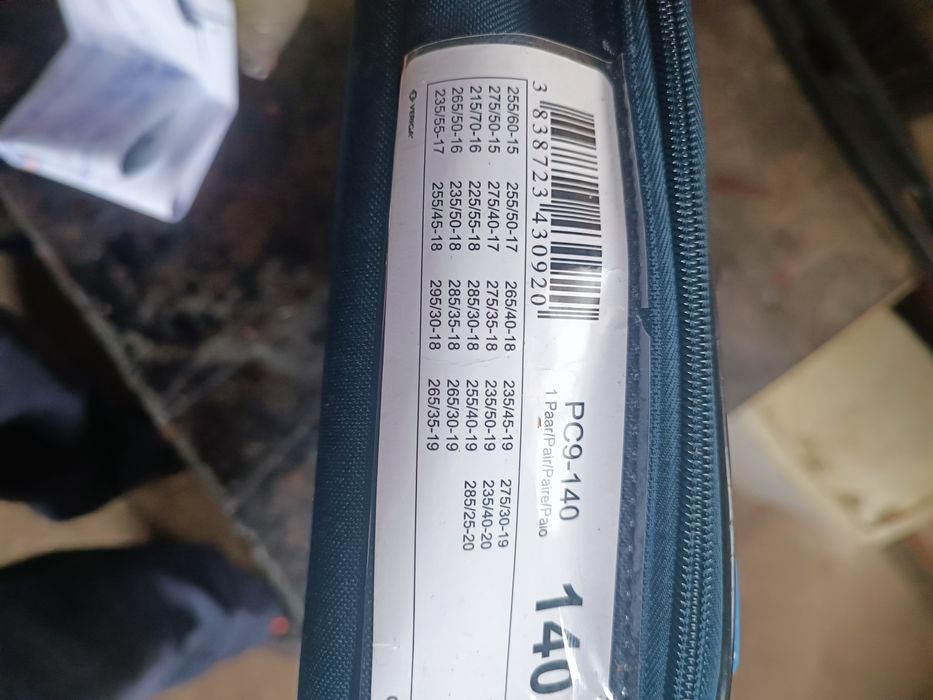 PC9-140
1 Paar/Pair/Paire/Paio
140
3 838723 430920
255/60-15 255/50-17 265/40-18 235/45-19 275/30-19
275/50-15 275/40-17 275/35-18 235/50-19 235/40-20
215/70-16 225/55-18 285/30-18 255/40-19 285/25-20
265/50-16 235/50-18 285/35-18 265/30-19
235/55-17 255/45-18 295/30-18 265/35-19
VERIGA